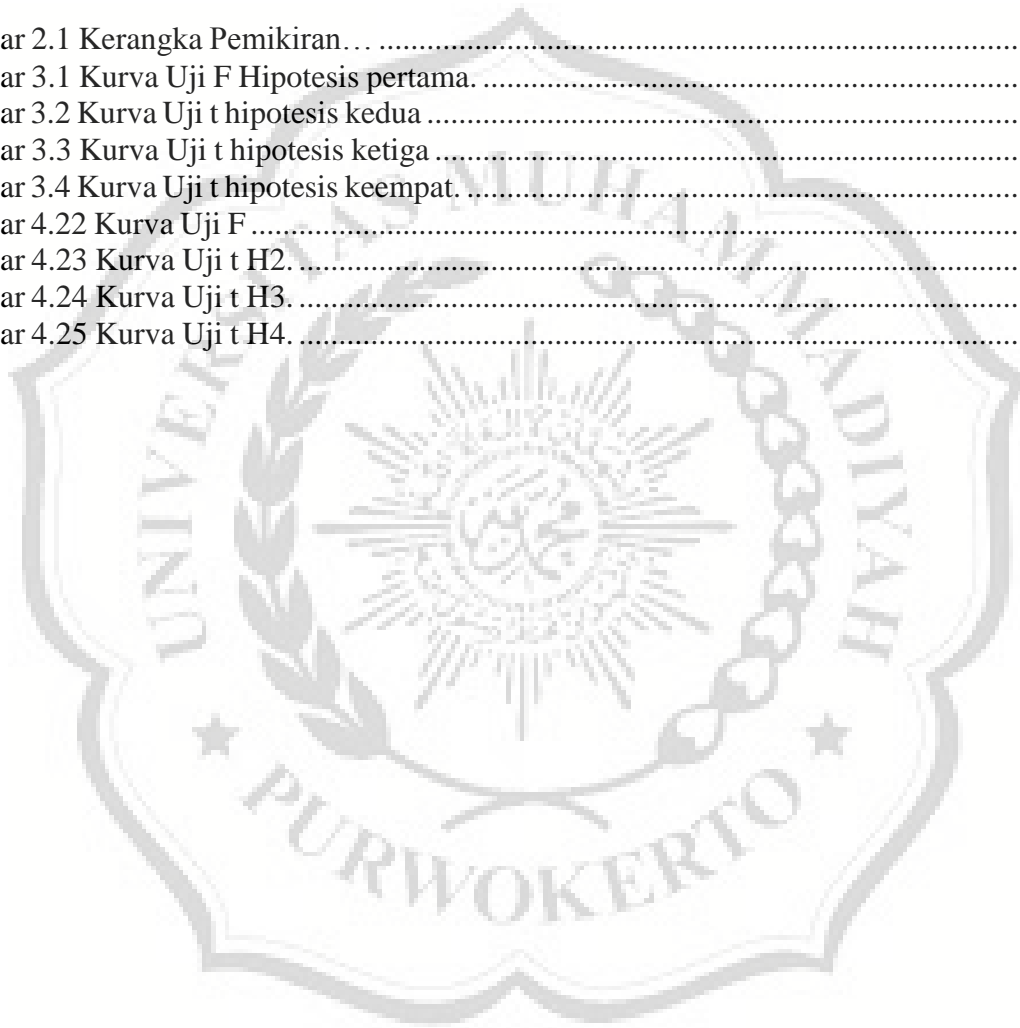 ar 2.1 Kerangka Pemikiran… ................................................................................
ar 3.1 Kurva Uji F Hipotesis pertama. ...................................................................
ar 3.2 Kurva Uji t hipotesis kedua ..........................................................................
ar 3.3 Kurva Uji t hipotesis ketiga .........................................................................
ar 3.4 Kurva Uji t hipotesis keempat. .....................................................................
ar 4.22 Kurva Uji F ................................................................................................
ar 4.23 Kurva Uji t H2. ..........................................................................................
ar 4.24 Kurva Uji t H3. ..........................................................................................
ar 4.25 Kurva Uji t H4. ..........................................................................................
UNIVERSITAS MUHAMMADIYAH
PURWOKERTO